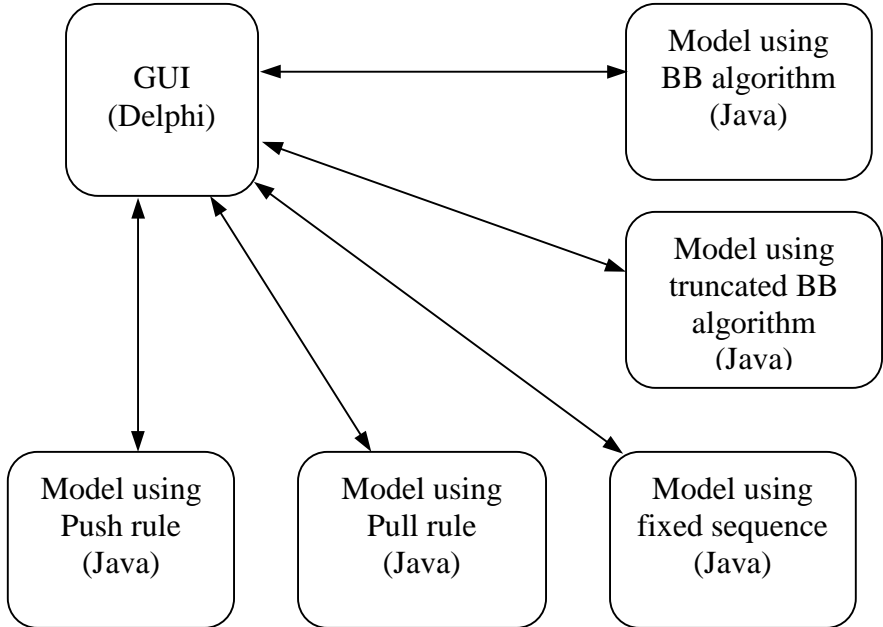 GUI
(Delphi)
Model using
BB algorithm
(Java)
Model using
truncated BB
algorithm
(Java)
Model using
Push rule
(Java)
Model using
Pull rule
(Java)
Model using
fixed sequence
(Java)